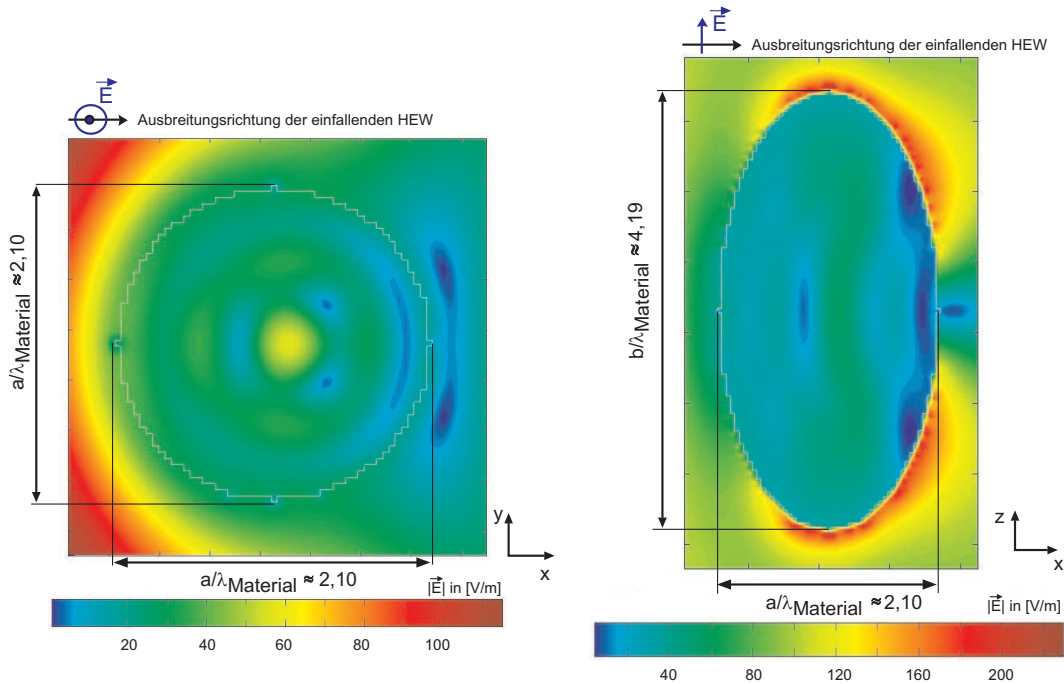 E
Ausbreitungsrichtung der einfallenden HEW
a/λMaterial ≈2,10
y
x
a/λMaterial ≈2,10
|E| in [V/m]
20 40 60 80 100
E
Ausbreitungsrichtung der einfallenden HEW
b/λMaterial ≈4,19
z
x
a/λMaterial ≈2,10
|E| in [V/m]
40 80 120 160 200